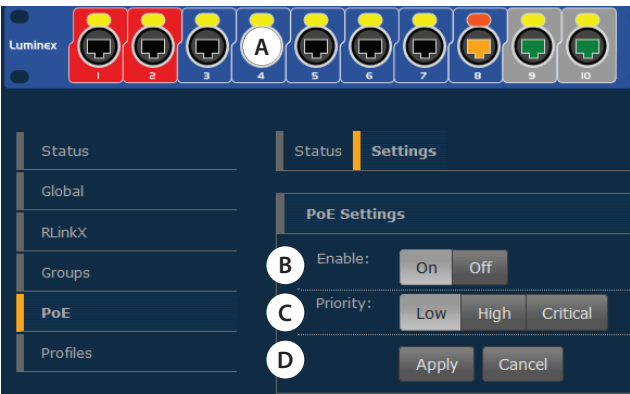 Luminex
A
1 2 3 4 5 6 7 8 9 10
Status
Global
RLinkX
Groups
PoE
Profiles
Status Settings
PoE Settings
B Enable: On Off
C Priority: Low High Critical
D Apply Cancel